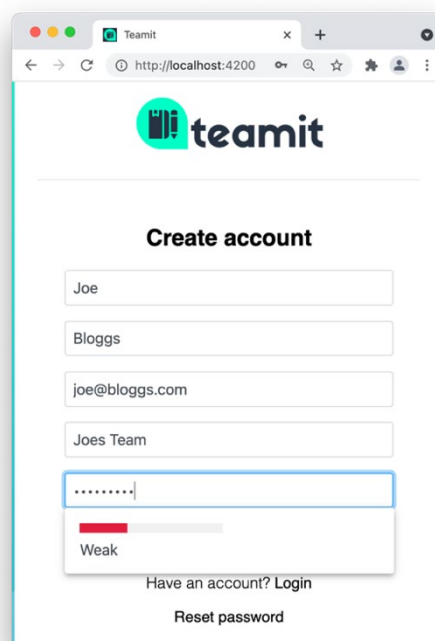 Teamit
http://localhost:4200
teamit
Create account
Joe
Bloggs
joe@bloggs.com
Joes Team
•••••••••
Weak
Have an account? Login
Reset password